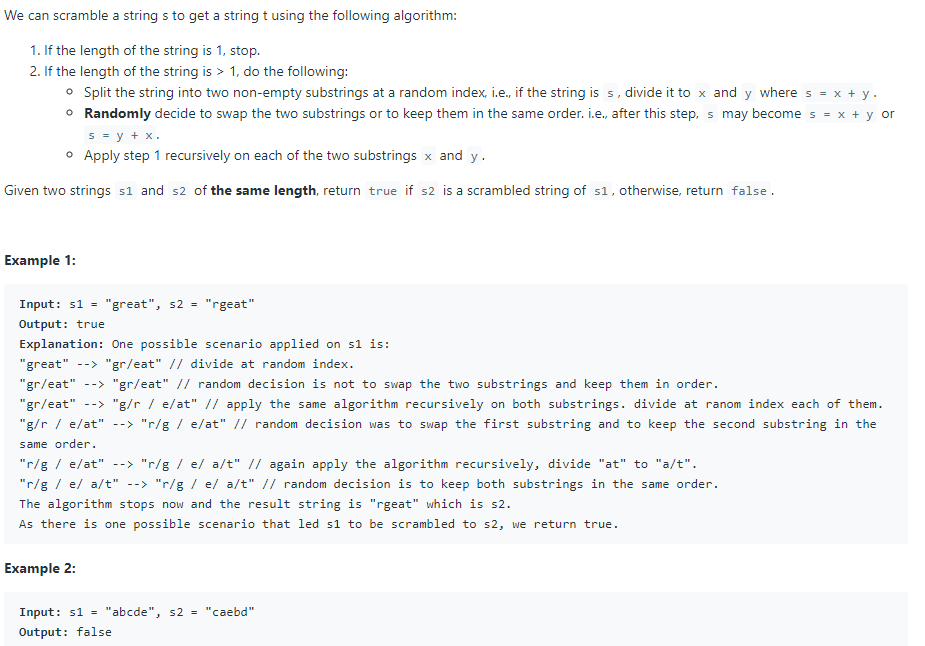 We can scramble a string s to get a string t using the following algorithm:
1. If the length of the string is 1, stop.
2. If the length of the string is > 1, do the following:
Split the string into two non-empty substrings at a random index, i.e., if the string is s, divide it to x and y where s = x + y.
Randomly decide to swap the two substrings or to keep them in the same order. i.e., after this step, s may become s = x + y or
s = y + x.
Apply step 1 recursively on each of the two substrings x and y.
Given two strings s1 and s2 of the same length, return true if s2 is a scrambled string of s1, otherwise, return false.
Example 1:
Input: s1 = "great", s2 = "rgeat"
Output: true
Explanation: One possible scenario applied on s1 is:
"great" --> "gr/eat" // divide at random index.
"gr/eat" --> "gr/eat" // random decision is not to swap the two substrings and keep them in order.
"gr/eat" --> "g/r / e/at" // apply the same algorithm recursively on both substrings. divide at ranom index each of them.
"g/r / e/at" --> "r/g / e/at" // random decision was to swap the first substring and to keep the second substring in the
same order.
"r/g / e/at" --> "r/g / e/ a/t" // again apply the algorithm recursively, divide "at" to "a/t".
"r/g / e/ a/t" --> "r/g / e/ a/t" // random decision is to keep both substrings in the same order.
The algorithm stops now and the result string is "rgeat" which is s2.
As there is one possible scenario that led s1 to be scrambled to s2, we return true.
Example 2:
Input: s1 = "abcde", s2 = "caebd"
Output: false